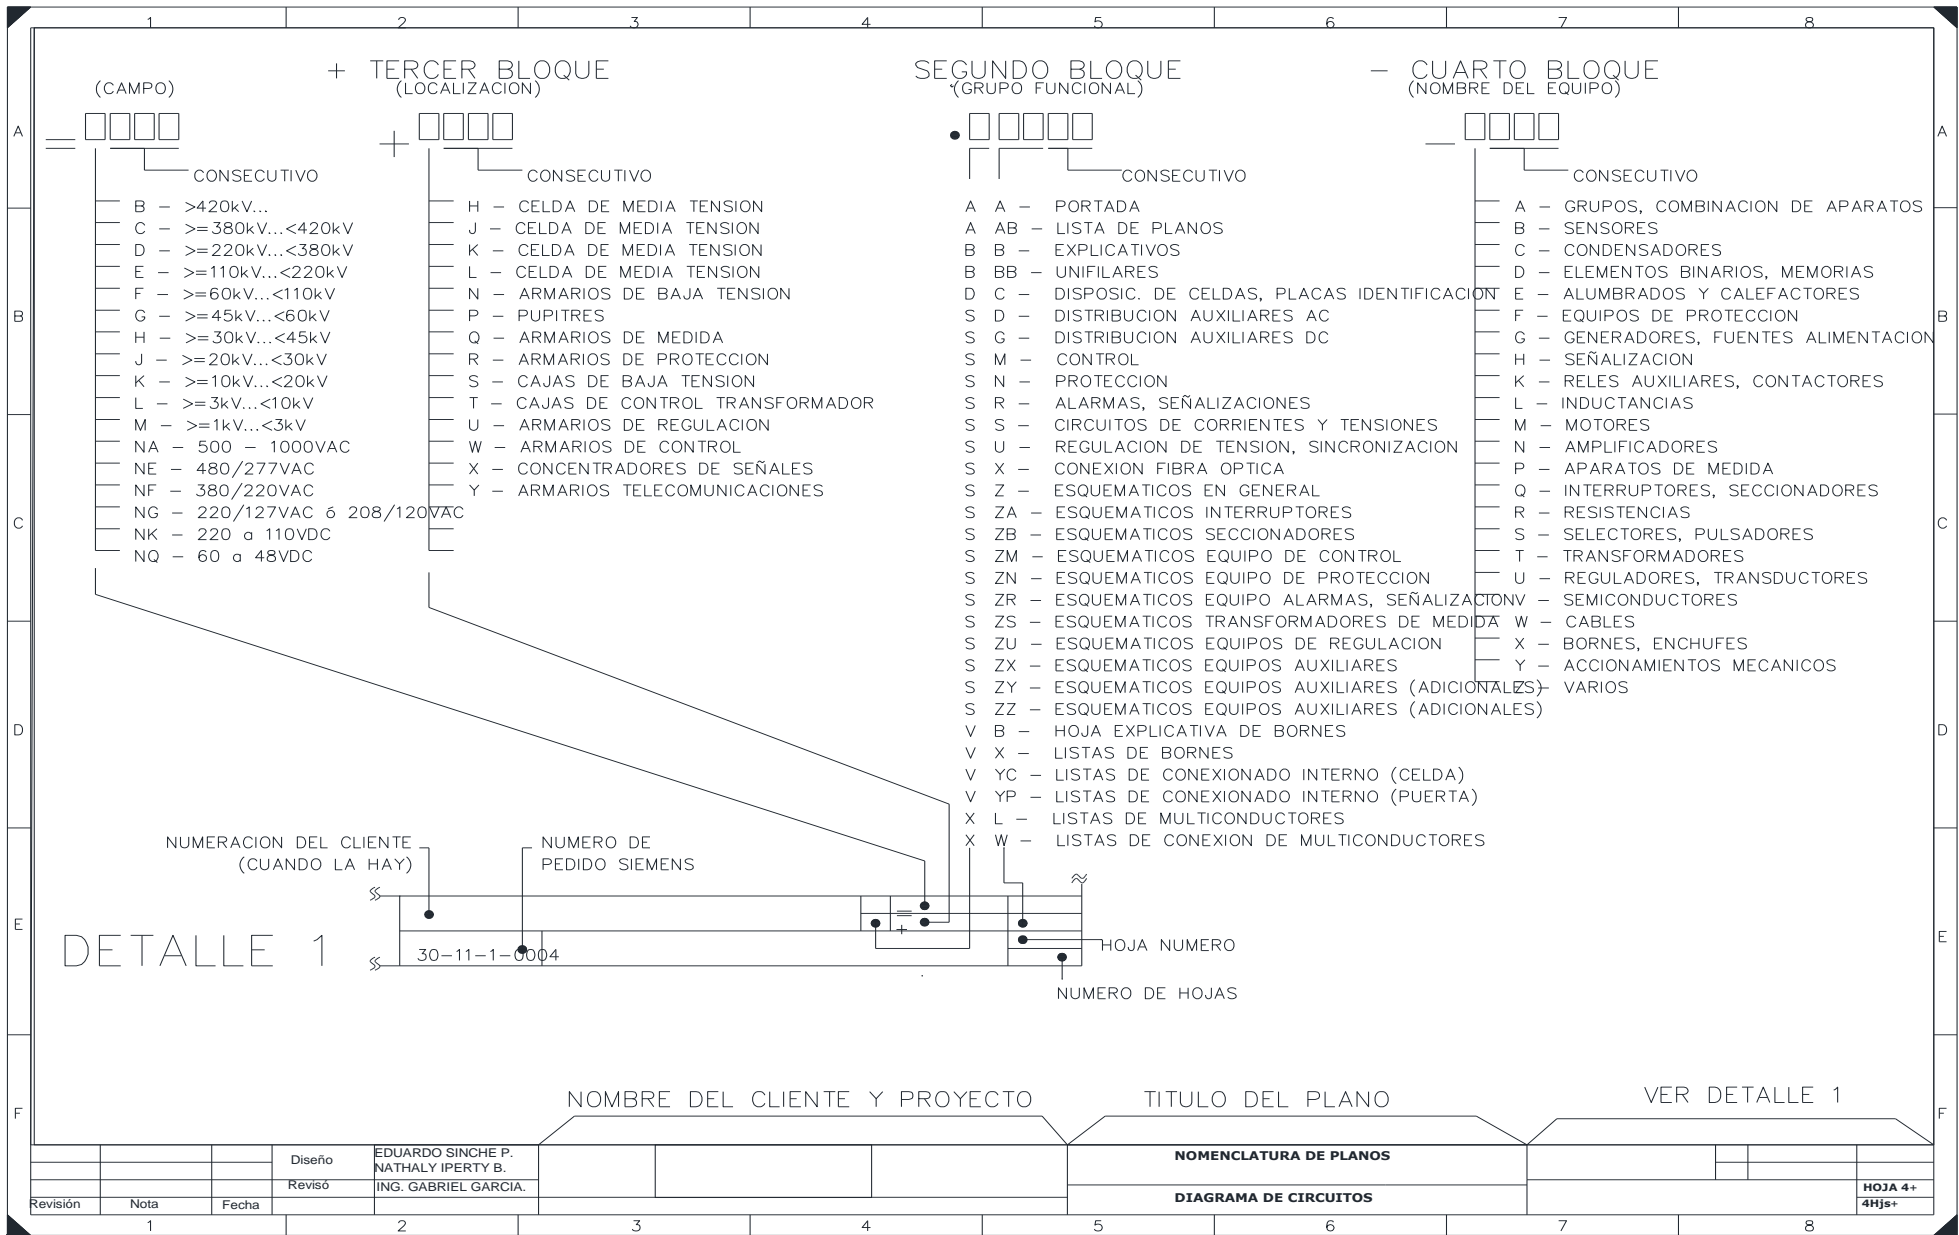 1 2 3 4 5 6 7 8
+ TERCER BLOQUE
SEGUNDO BLOQUE
- CUARTO BLOQUE
(CAMPO)
(LOCALIZACION)
(GRUPO FUNCIONAL)
(NOMBRE DEL EQUIPO)
A
=
+
•
-
A
CONSECUTIVO
CONSECUTIVO
CONSECUTIVO
CONSECUTIVO
B - >420kV...
C - >=380kV...<420kV
D - >=220kV...<380kV
E - >=110kV...<220kV
F - >=60kV...<110kV
G - >=45kV...<60kV
H - >=30kV...<45kV
J - >=20kV...<30kV
K - >=10kV...<20kV
L - >=3kV...<10kV
M - >=1kV...<3kV
NA - 500 - 1000VAC
NE - 480/277VAC
NF - 380/220VAC
NG - 220/127VAC ó 208/120VAC
NK - 220 a 110VDC
NQ - 60 a 48VDC
H - CELDA DE MEDIA TENSION
J - CELDA DE MEDIA TENSION
K - CELDA DE MEDIA TENSION
L - CELDA DE MEDIA TENSION
N - ARMARIOS DE BAJA TENSION
P - PUPITRES
Q - ARMARIOS DE MEDIDA
R - ARMARIOS DE PROTECCION
S - CAJAS DE BAJA TENSION
T - CAJAS DE CONTROL TRANSFORMADOR
U - ARMARIOS DE REGULACION
W - ARMARIOS DE CONTROL
X - CONCENTRADORES DE SEÑALES
Y - ARMARIOS TELECOMUNICACIONES
A A - PORTADA
A AB - LISTA DE PLANOS
B B - EXPLICATIVOS
B BB - UNIFILARES
D C - DISPOSIC. DE CELDAS, PLACAS IDENTIFICACION
S D - DISTRIBUCION AUXILIARES AC
S G - DISTRIBUCION AUXILIARES DC
S M - CONTROL
S N - PROTECCION
S R - ALARMAS, SEÑALIZACIONES
S S - CIRCUITOS DE CORRIENTES Y TENSIONES
S U - REGULACION DE TENSION, SINCRONIZACION
S X - CONEXION FIBRA OPTICA
S Z - ESQUEMATICOS EN GENERAL
S ZA - ESQUEMATICOS INTERRUPTORES
S ZB - ESQUEMATICOS SECCIONADORES
S ZM - ESQUEMATICOS EQUIPO DE CONTROL
S ZN - ESQUEMATICOS EQUIPO DE PROTECCION
S ZR - ESQUEMATICOS EQUIPO ALARMAS, SEÑALIZACION
S ZS - ESQUEMATICOS TRANSFORMADORES DE MEDIDA
S ZU - ESQUEMATICOS EQUIPOS DE REGULACION
S ZX - ESQUEMATICOS EQUIPOS AUXILIARES
S ZY - ESQUEMATICOS EQUIPOS AUXILIARES (ADICIONALES)
S ZZ - ESQUEMATICOS EQUIPOS AUXILIARES (ADICIONALES)
V B - HOJA EXPLICATIVA DE BORNES
V X - LISTAS DE BORNES
V YC - LISTAS DE CONEXIONADO INTERNO (CELDA)
V YP - LISTAS DE CONEXIONADO INTERNO (PUERTA)
X L - LISTAS DE MULTICONDUCTORES
X W - LISTAS DE CONEXION DE MULTICONDUCTORES
A - GRUPOS, COMBINACION DE APARATOS
B - SENSORES
C - CONDENSADORES
D - ELEMENTOS BINARIOS, MEMORIAS
E - ALUMBRADOS Y CALEFACTORES
F - EQUIPOS DE PROTECCION
G - GENERADORES, FUENTES ALIMENTACION
H - SEÑALIZACION
K - RELES AUXILIARES, CONTACTORES
L - INDUCTANCIAS
M - MOTORES
N - AMPLIFICADORES
P - APARATOS DE MEDIDA
Q - INTERRUPTORES, SECCIONADORES
R - RESISTENCIAS
S - SELECTORES, PULSADORES
T - TRANSFORMADORES
U - REGULADORES, TRANSDUCTORES
V - SEMICONDUCTORES
W - CABLES
X - BORNES, ENCHUFES
Y - ACCIONAMIENTOS MECANICOS
Z - VARIOS
B
B
C
C
D
D
NUMERACION DEL CLIENTE
(CUANDO LA HAY)
NUMERO DE
PEDIDO SIEMENS
E
E
=
+
DETALLE 1
30-11-1-0004
HOJA NUMERO
NUMERO DE HOJAS
NOMBRE DEL CLIENTE Y PROYECTO
TITULO DEL PLANO
VER DETALLE 1
F
F
Diseño
EDUARDO SINCHE P.
NATHALY IPERTY B.
Revisó
ING. GABRIEL GARCIA.
Revisión
Nota
Fecha
NOMENCLATURA DE PLANOS
DIAGRAMA DE CIRCUITOS
HOJA 4+
4Hjs+
1 2 3 4 5 6 7 8